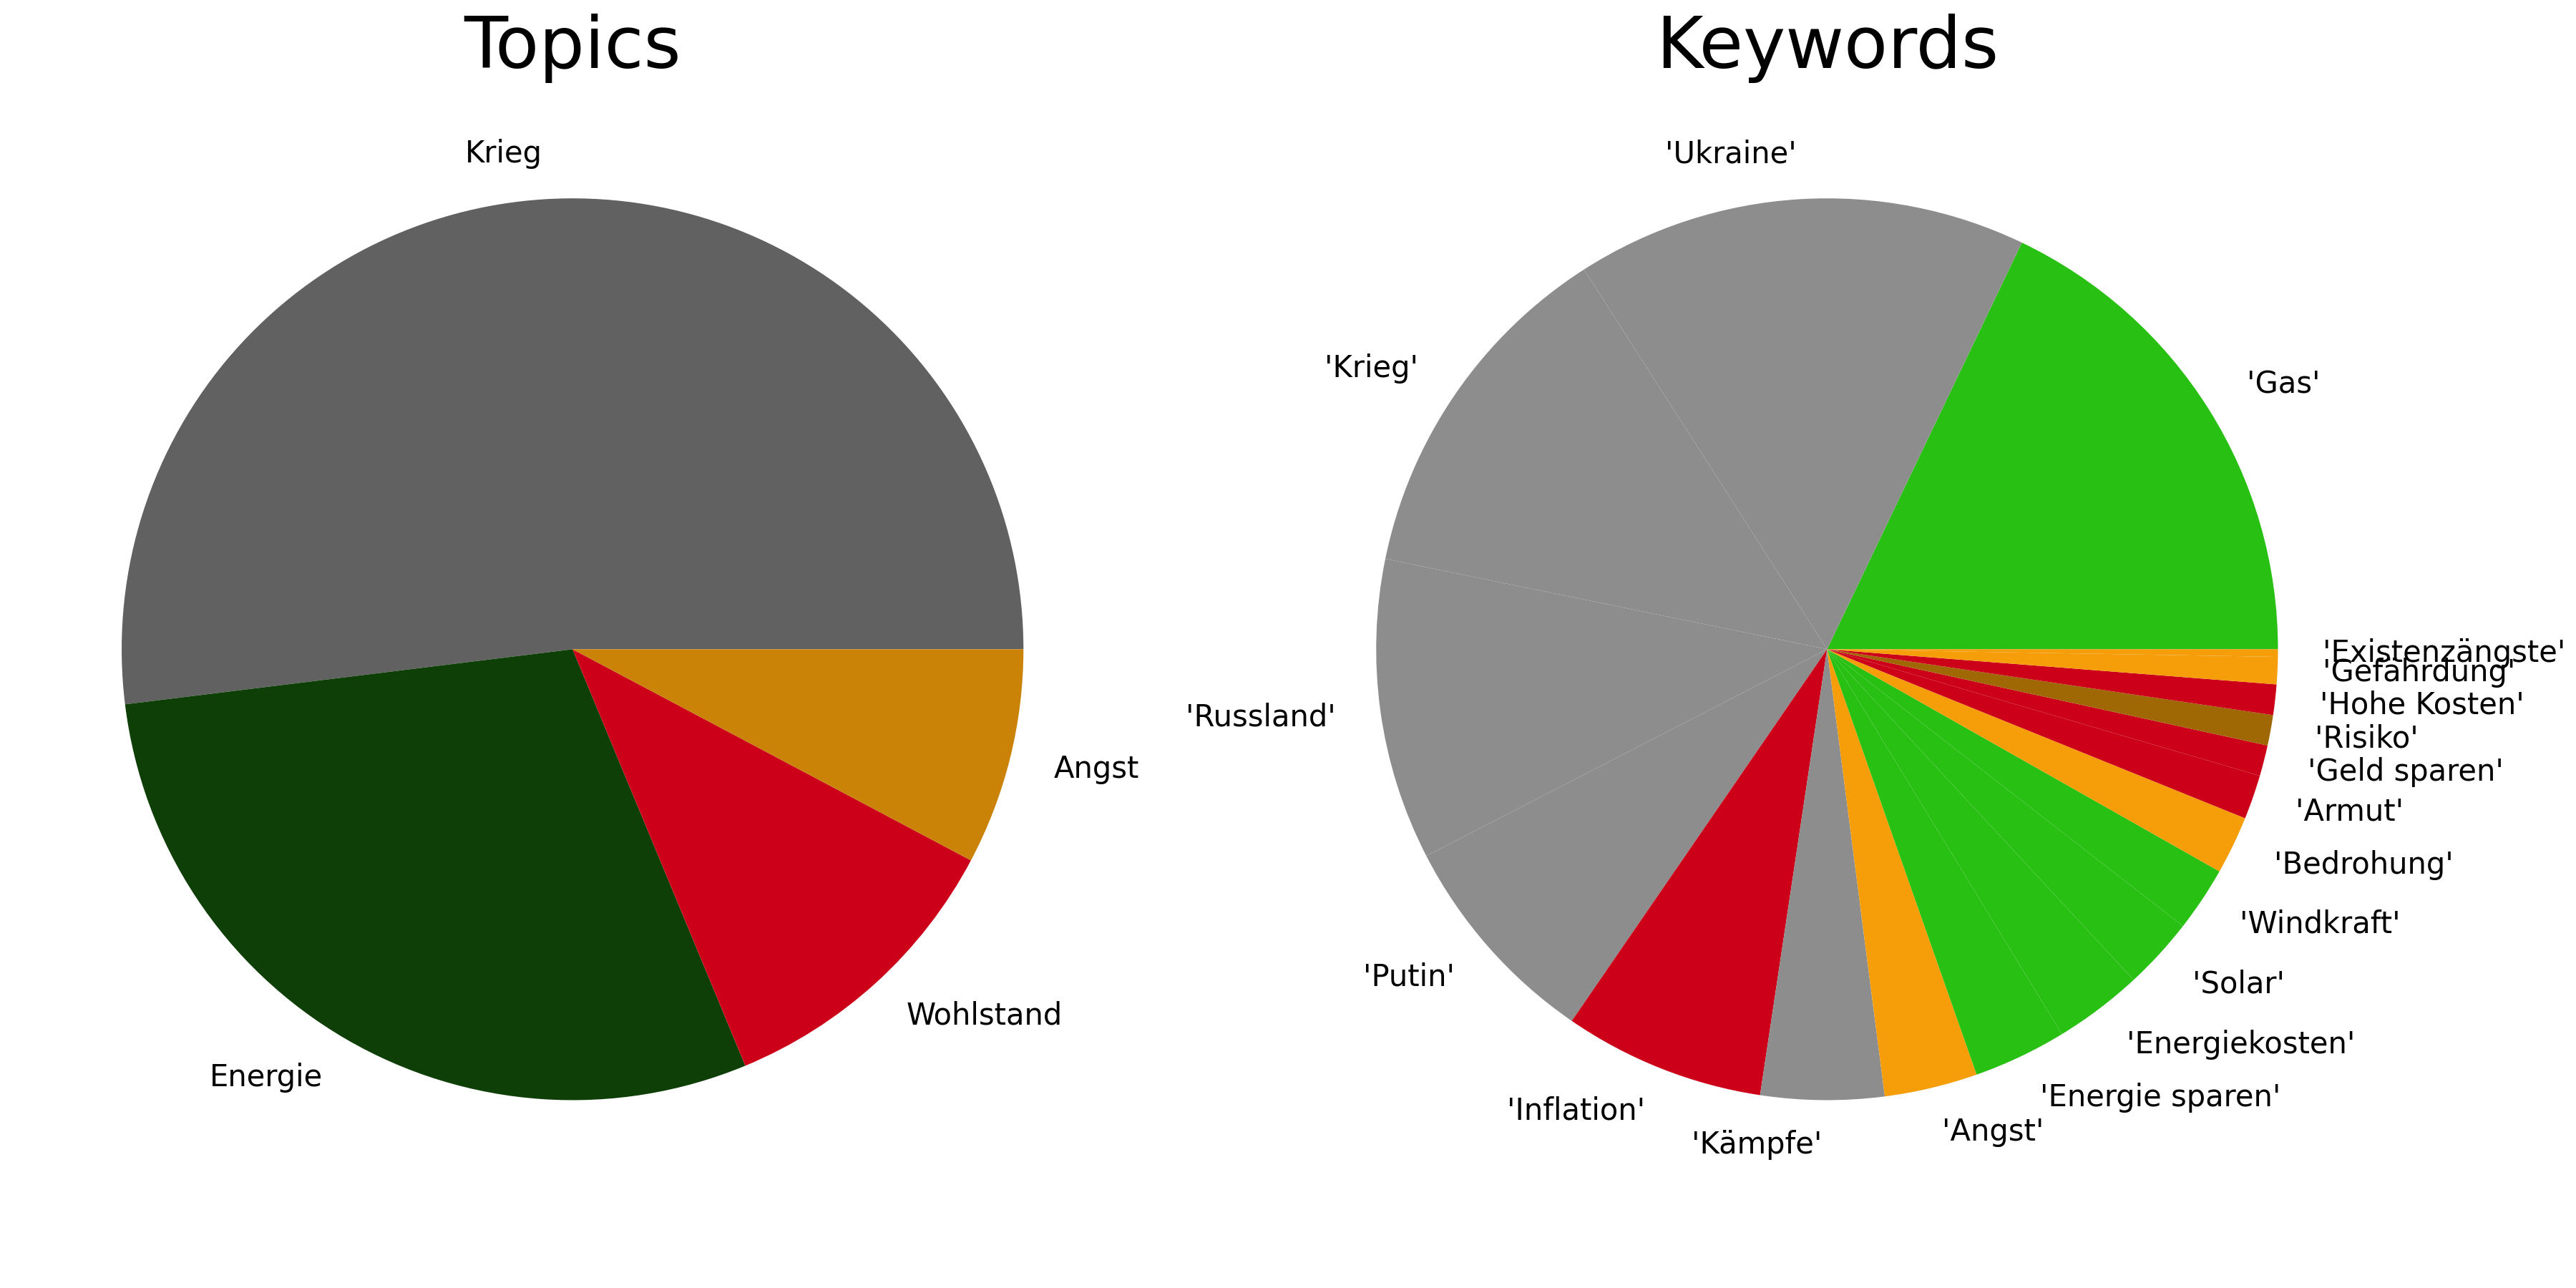 Topics
Krieg
Energie
Wohlstand
Angst
Keywords
'Gas'
'Ukraine'
'Krieg'
'Russland'
'Putin'
'Inflation'
'Kämpfe'
'Angst'
'Energie sparen'
'Energiekosten'
'Solar'
'Windkraft'
'Bedrohung'
'Armut'
'Geld sparen'
'Risiko'
'Hohe Kosten'
'Gefährdung'
'Existenzängste'